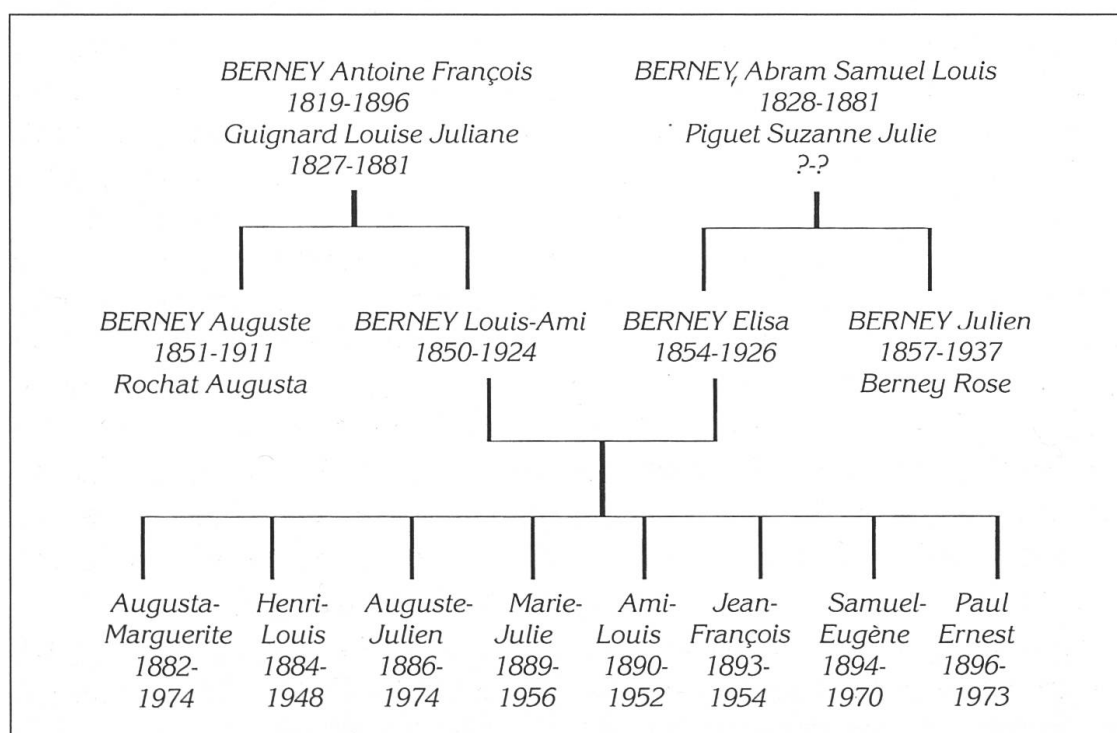 BERNEY Antoine François
1819-1896
Guignard Louise Juliane
1827-1881
BERNEY, Abram Samuel Louis
1828-1881
Piguet Suzanne Julie
?-?
BERNEY Auguste
1851-1911
Rochat Augusta
BERNEY Louis-Ami
1850-1924
BERNEY Elisa
1854-1926
BERNEY Julien
1857-1937
Berney Rose
Augusta-
Marguerite
1882-
1974
Henri-
Louis
1884-
1948
Auguste-
Julien
1886-
1974
Marie-
Julie
1889-
1956
Ami-
Louis
1890-
1952
Jean-
François
1893-
1954
Samuel-
Eugène
1894-
1970
Paul
Ernest
1896-
1973